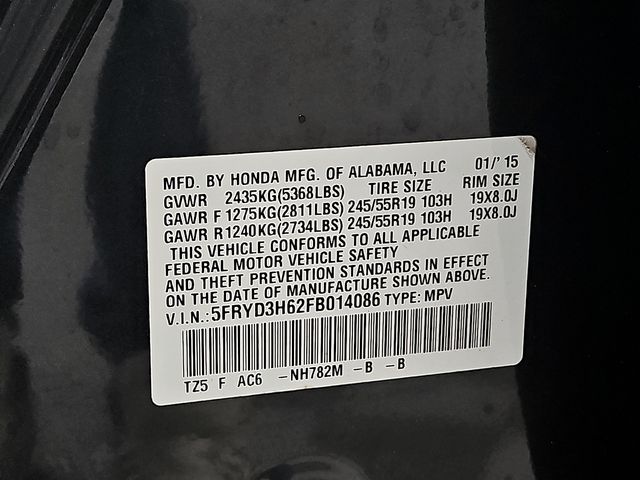 MFD. BY HONDA MFG. OF ALABAMA, LLC 01/'15
GVWR 2435KG(5368LBS) TIRE SIZE RIM SIZE
GAWR F 1275KG(2811LBS) 245/55R19 103H 19X8.0J
GAWR R 1240KG(2734LBS) 245/55R19 103H 19X8.0J
THIS VEHICLE CONFORMS TO ALL APPLICABLE
FEDERAL MOTOR VEHICLE SAFETY
AND THEFT PREVENTION STANDARDS IN EFFECT
ON THE DATE OF MANUFACTURE SHOWN ABOVE.
V.I.N.:5FRYD3H62FB014086 TYPE: MPV
TZ5 F AC6 -NH782M -B -B